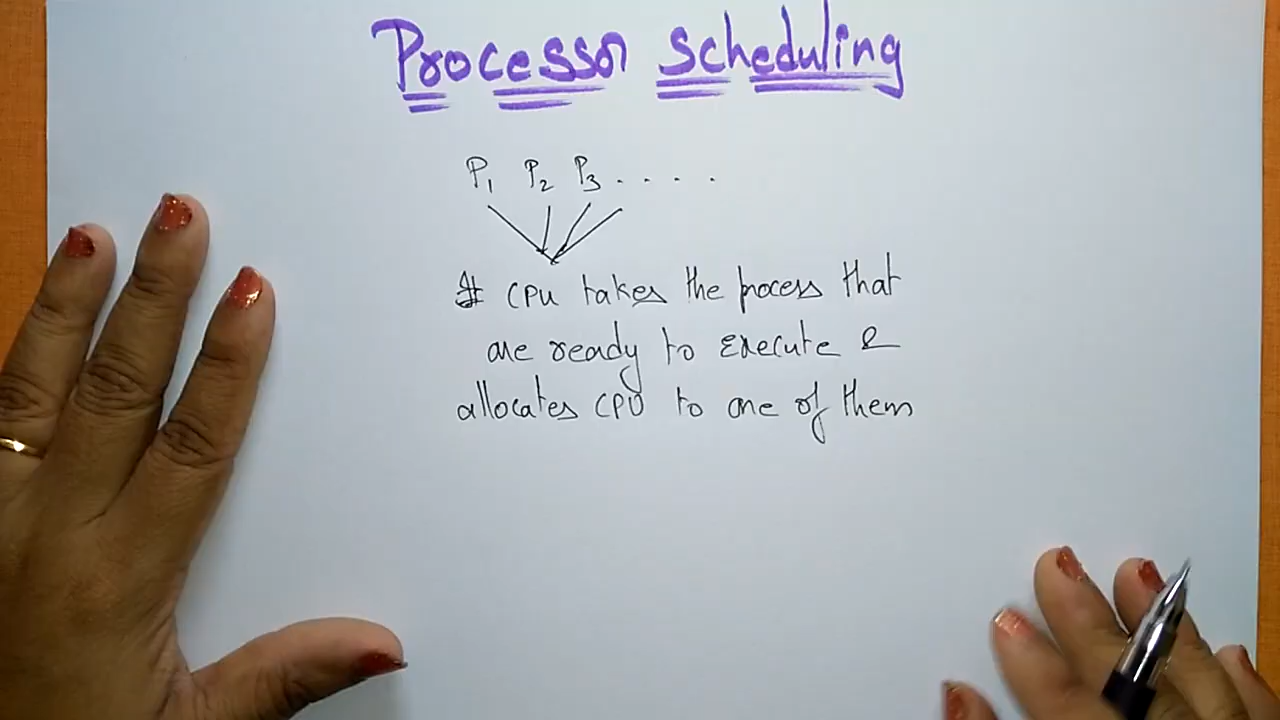 Processor Scheduling
P1 P2 P3 . . . .
CPU takes the process that
are ready to execute &
allocates CPU to one of them